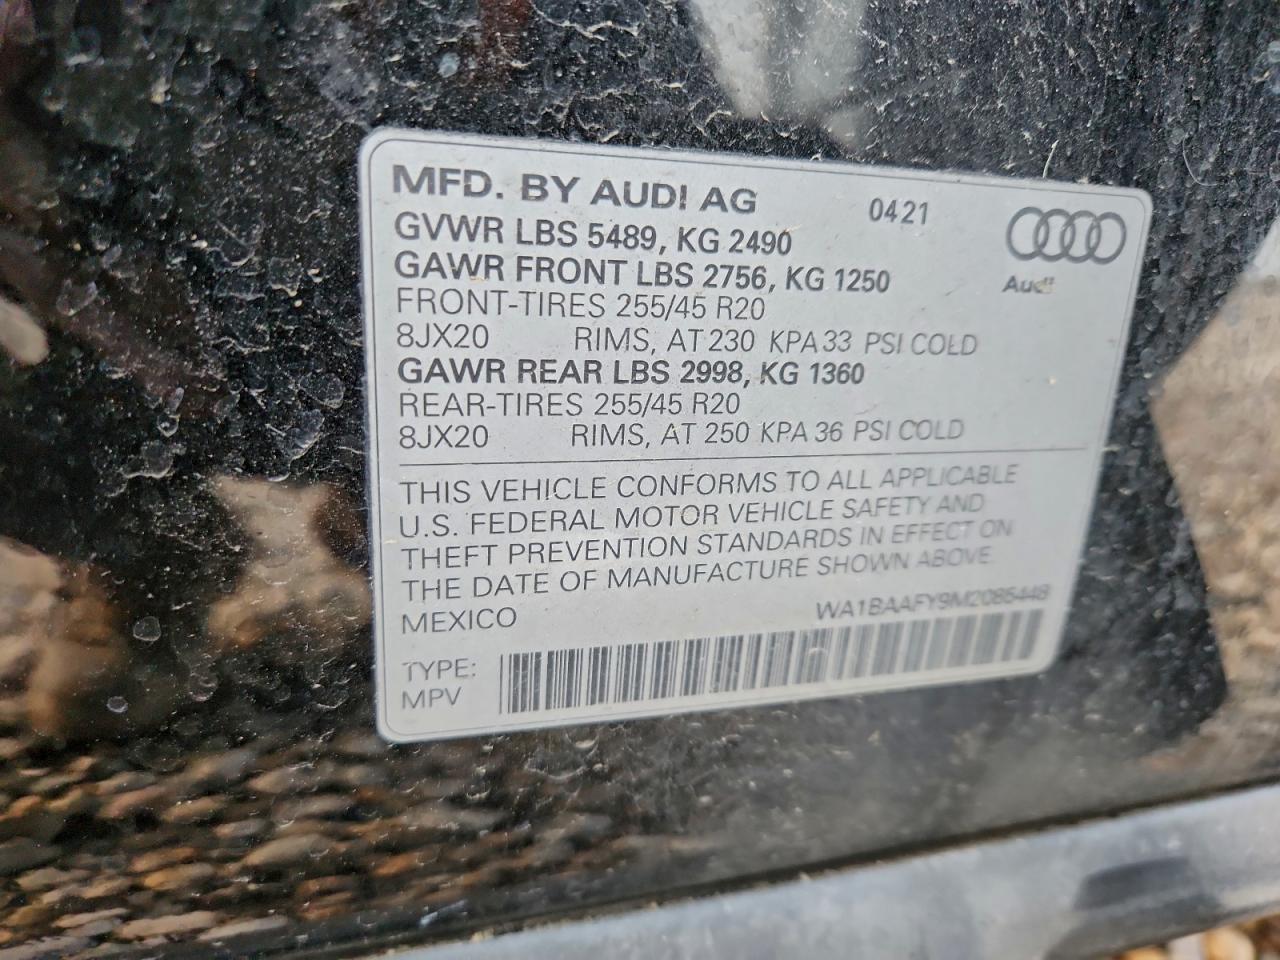 MFD. BY AUDI AG 0421
GVWR LBS 5489, KG 2490
GAWR FRONT LBS 2756, KG 1250
Audi
FRONT-TIRES 255/45 R20
8JX20 RIMS, AT 230 KPA 33 PSI COLD
GAWR REAR LBS 2998, KG 1360
REAR-TIRES 255/45 R20
8JX20 RIMS, AT 250 KPA 36 PSI COLD
THIS VEHICLE CONFORMS TO ALL APPLICABLE
U.S. FEDERAL MOTOR VEHICLE SAFETY AND
THEFT PREVENTION STANDARDS IN EFFECT ON
THE DATE OF MANUFACTURE SHOWN ABOVE.
MEXICO WA1BAAFY9M2085448
TYPE:
MPV